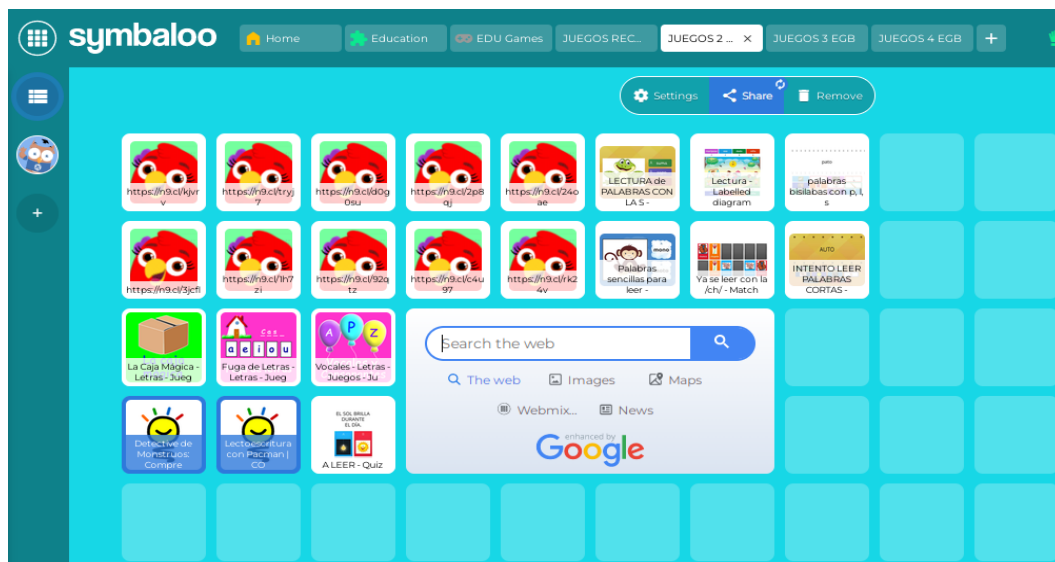 symbaloo
Home
Education
EDU Games
JUEGOS REC...
JUEGOS 2 ...
JUEGOS 3 EGB
JUEGOS 4 EGB
Settings
Share
Remove
https://n9.cl/kjvr
v
https://n9.cl/tryj
7
https://n9.cl/d0g
0su
https://n9.cl/2p8
qj
https://n9.cl/24o
ae
LECTURA de
PALABRAS CON
LA S -
Lectura -
Labelled
diagram
pato
palabras
bisílabas con p, l,
s
https://n9.cl/3jcfl
https://n9.cl/1h7
zi
https://n9.cl/92q
tz
https://n9.cl/c4u
97
https://n9.cl/rk2
4v
mono
Palabras
sencillas para
leer -
Ya se leer con la
/ch/ - Match
AUTO
INTENTO LEER
PALABRAS
CORTAS -
La Caja Mágica -
Letras - Jueg
a e i o u
Fuga de Letras -
Letras - Jueg
A P Z
Vocales - Letras -
Juegos - Ju
Search the web
The web
Images
Maps
Webmix...
News
enhanced by
Google
Detective de
Monstruos:
Compre
Lectoescritura
con Pacman |
CO
EL SOL BRILLA
DURANTE
EL DÍA.
A LEER - Quiz